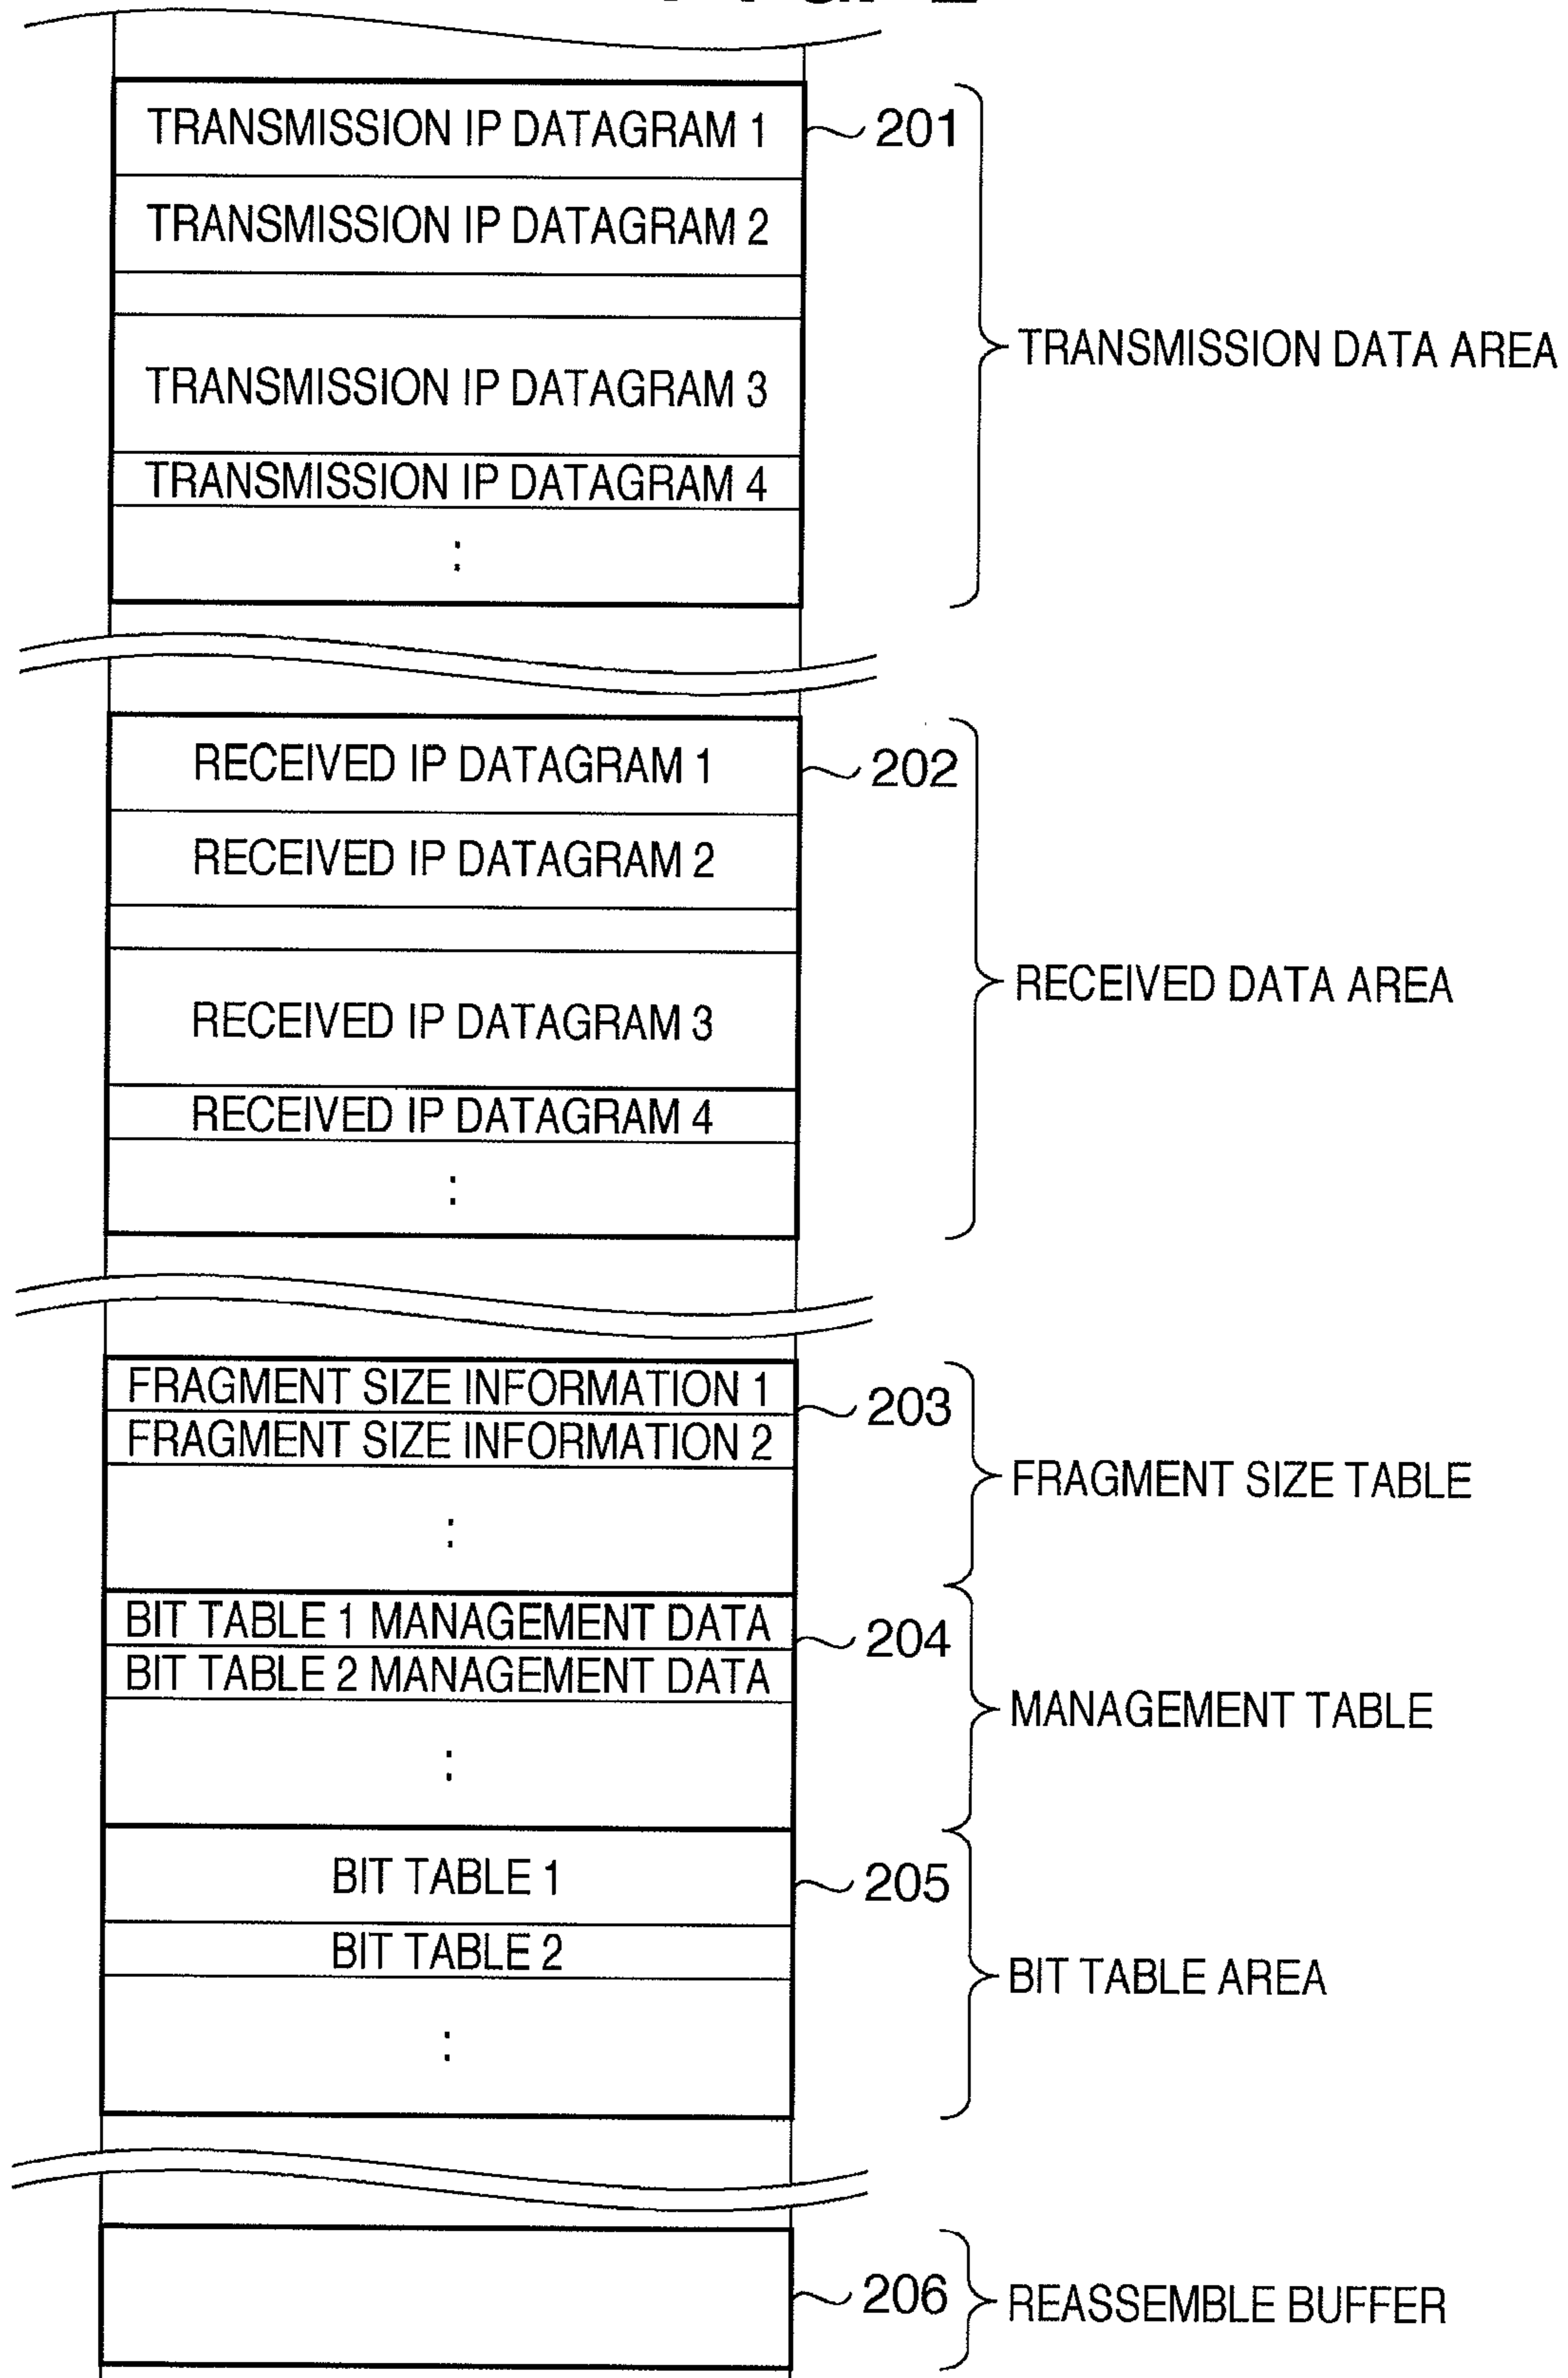 TRANSMISSION IP DATAGRAM 1
201
TRANSMISSION IP DATAGRAM 2
TRANSMISSION DATA AREA
TRANSMISSION IP DATAGRAM 3
TRANSMISSION IP DATAGRAM 4
:
RECEIVED IP DATAGRAM 1
202
RECEIVED IP DATAGRAM 2
RECEIVED DATA AREA
RECEIVED IP DATAGRAM 3
RECEIVED IP DATAGRAM 4
:
FRAGMENT SIZE INFORMATION 1
203
FRAGMENT SIZE INFORMATION 2
FRAGMENT SIZE TABLE
:
BIT TABLE 1 MANAGEMENT DATA
204
BIT TABLE 2 MANAGEMENT DATA
MANAGEMENT TABLE
:
BIT TABLE 1
205
BIT TABLE 2
BIT TABLE AREA
:
206
REASSEMBLE BUFFER